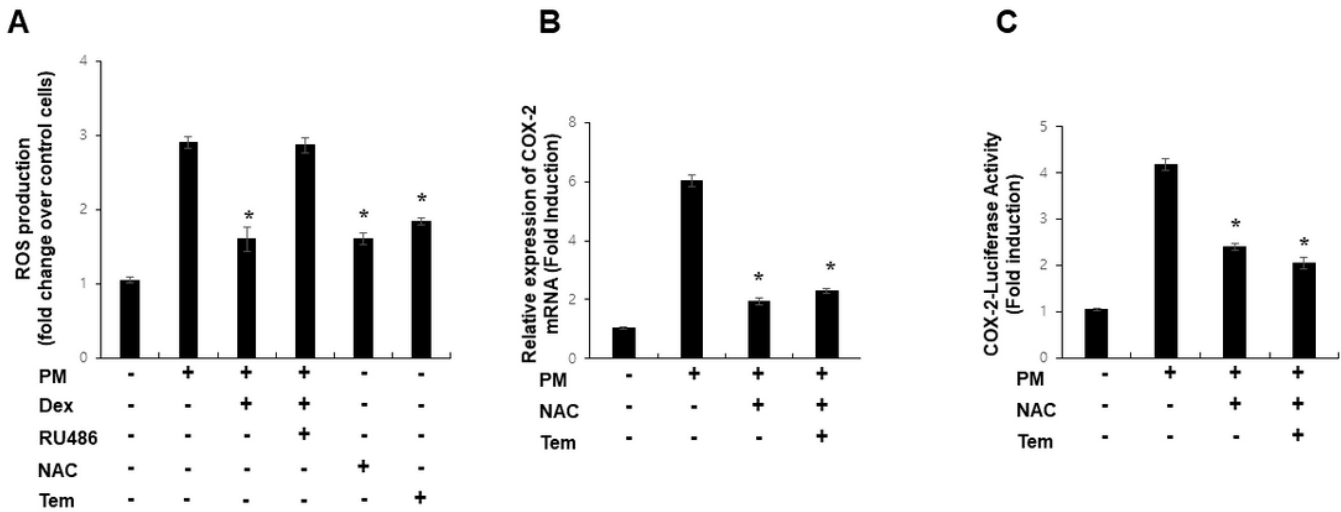 A
ROS production
(fold change over control cells)
4
3
2
1
0
* * *
PM - + + + - -
Dex - - + + - -
RU486 - - - + - -
NAC - - - - + -
Tem - - - - - +
B
Relative expression of COX-2
mRNA (Fold Induction)
8
6
4
2
0
* *
PM - + + +
NAC - - + +
Tem - - - +
C
COX-2-Luciferase Activity
(Fold induction)
5
4
3
2
1
0
* *
PM - + + +
NAC - - + +
Tem - - - +